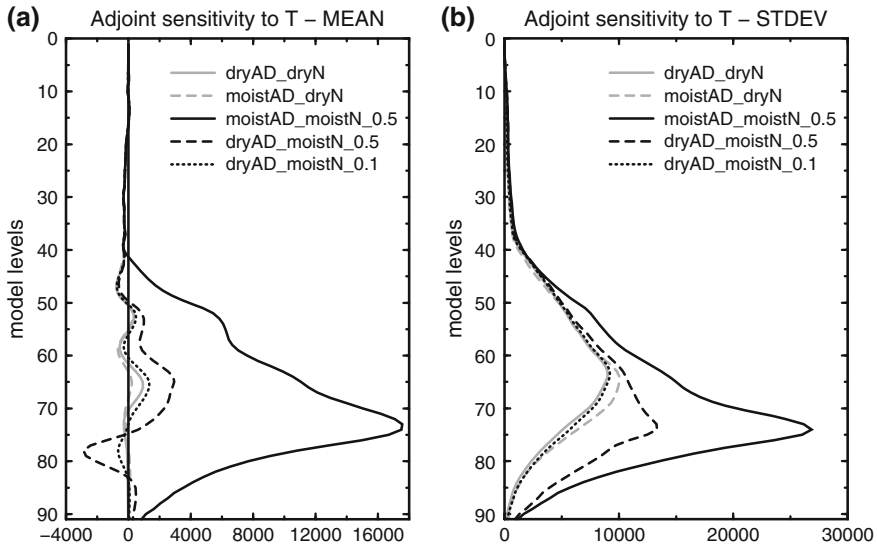 (a) Adjoint sensitivity to T – MEAN
0
10
20
30
40
50
60
70
80
90
model levels
dryAD_dryN
moistAD_dryN
moistAD_moistN_0.5
dryAD_moistN_0.5
dryAD_moistN_0.1
−4000 0 4000 8000 12000 16000
(b) Adjoint sensitivity to T – STDEV
0
10
20
30
40
50
60
70
80
90
model levels
dryAD_dryN
moistAD_dryN
moistAD_moistN_0.5
dryAD_moistN_0.5
dryAD_moistN_0.1
0 10000 20000 30000